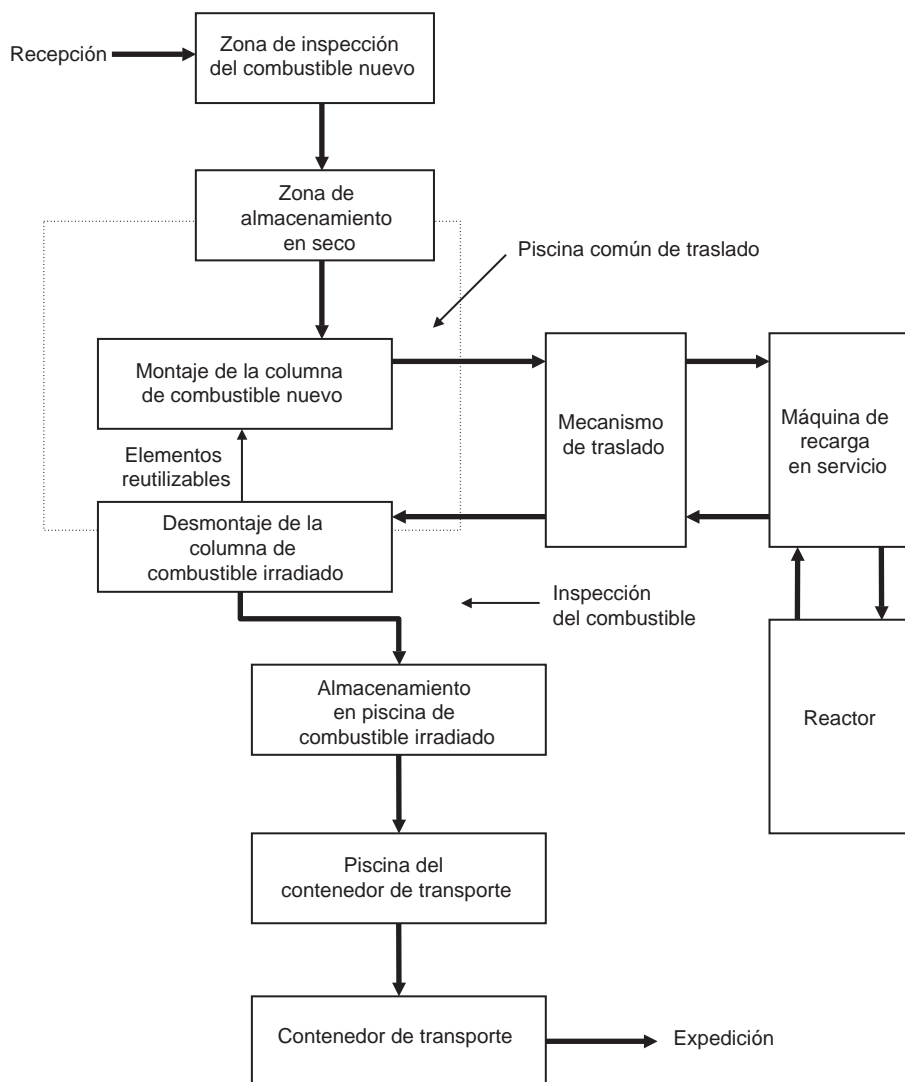 Recepción
Zona de inspección
del combustible nuevo
Zona de
almacenamiento
en seco
Piscina común de traslado
Montaje de la columna
de combustible nuevo
Mecanismo
de traslado
Máquina de
recarga
en servicio
Elementos
reutilizables
Desmontaje de la
columna de
combustible irradiado
Inspección
del combustible
Almacenamiento
en piscina de
combustible irradiado
Reactor
Piscina del
contenedor de transporte
Contenedor de transporte
Expedición